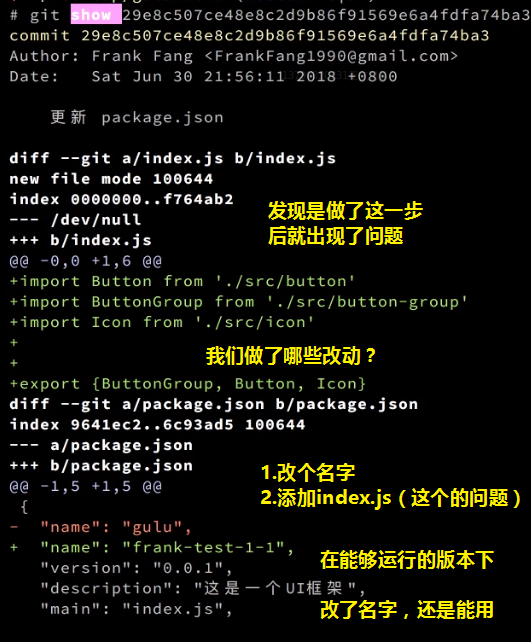 # git show 29e8c507ce48e8c2d9b86f91569e6a4fdfa74ba3
commit 29e8c507ce48e8c2d9b86f91569e6a4fdfa74ba3
Author: Frank Fang <FrankFang1990@gmail.com>
Date:   Sat Jun 30 21:56:11 2018 +0800
更新 package.json
diff --git a/index.js b/index.js
new file mode 100644
index 0000000..f764ab2
--- /dev/null
发现是做了这一步
+++ b/index.js
后就出现了问题
@@ -0,0 +1,6 @@
+import Button from './src/button'
+import ButtonGroup from './src/button-group'
+import Icon from './src/icon'
+
我们做了哪些改动？
+
+export {ButtonGroup, Button, Icon}
diff --git a/package.json b/package.json
index 9641ec2..6c93ad5 100644
--- a/package.json
+++ b/package.json
1.改个名字
@@ -1,5 +1,5 @@
2.添加index.js（这个的问题）
{
-  "name": "gulu",
+  "name": "frank-test-1-1",
在能够运行的版本下
"version": "0.0.1",
"description": "这是一个UI框架",
"main": "index.js",
改了名字，还是能用